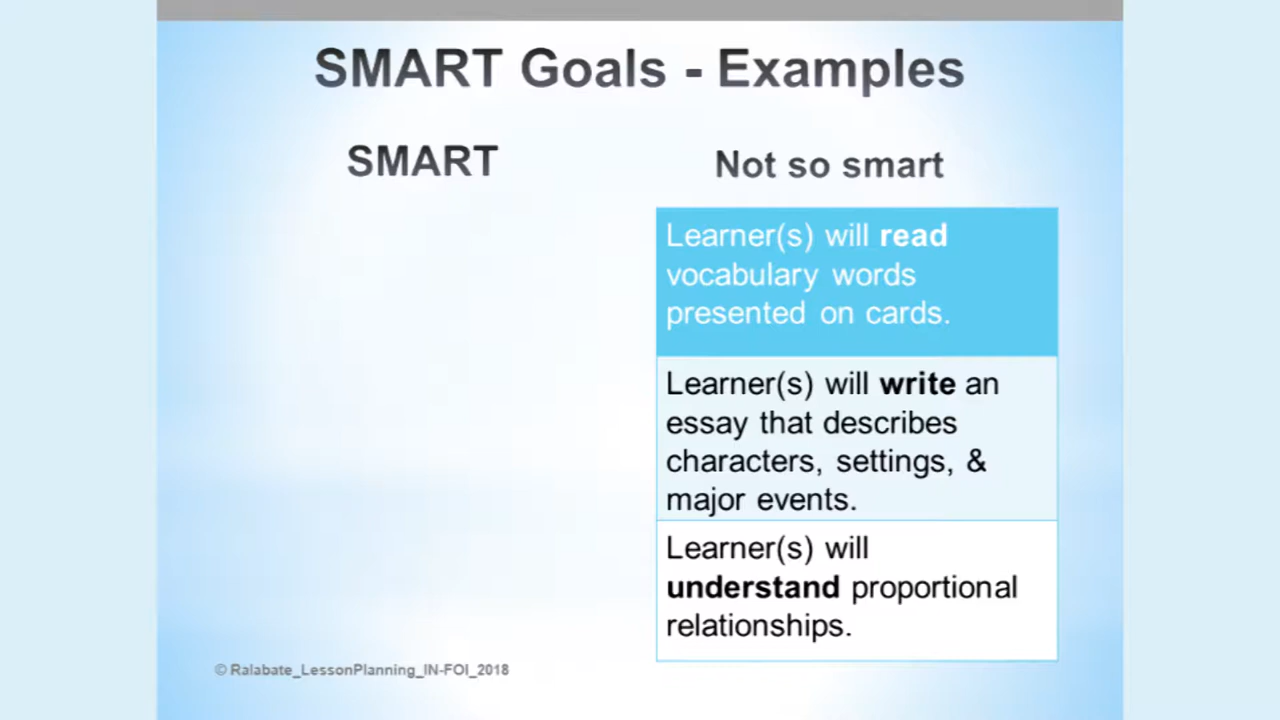 SMART Goals - Examples
SMART
Not so smart
Learner(s) will read
vocabulary words
presented on cards.
Learner(s) will write an
essay that describes
characters, settings, &
major events.
Learner(s) will
understand proportional
relationships.
© Ralabate_LessonPlanning_IN-FOI_2018